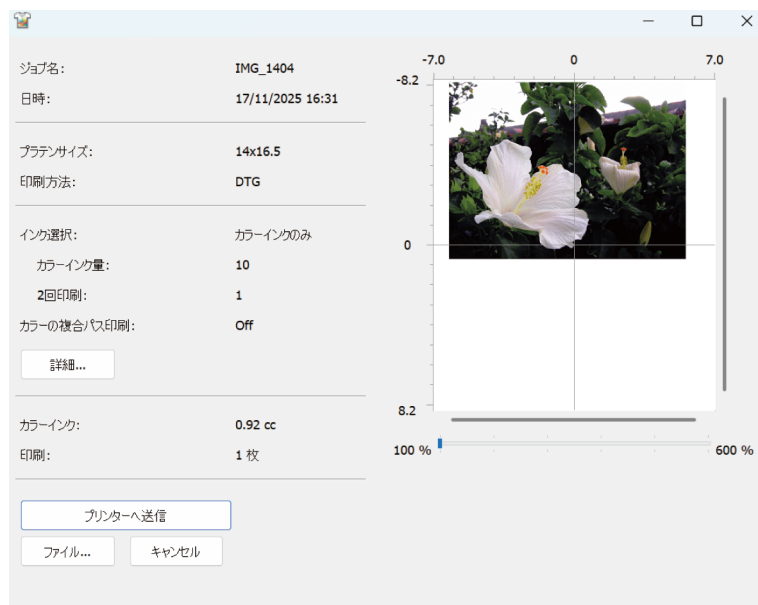 ジョブ名: IMG_1404
日時: 17/11/2025 16:31
プラテンサイズ: 14x16.5
印刷方法: DTG
インク選択: カラーインクのみ
カラーインク量: 10
2回印刷: 1
カラーの複合パス印刷: Off
詳細...
カラーインク: 0.92 cc
印刷: 1 枚
プリンターへ送信
ファイル... キャンセル
-7.0 0 7.0
-8.2
0
8.2
100 % 600 %